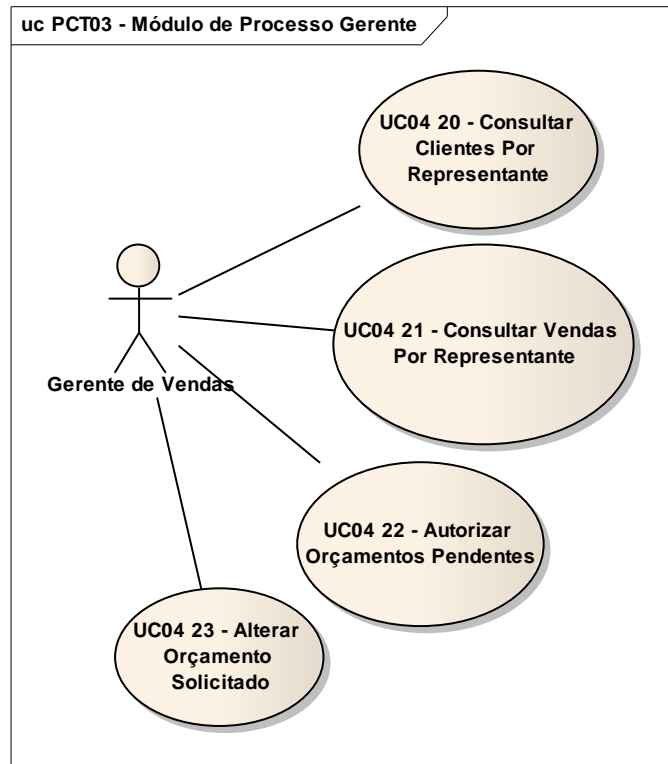 uc PCT03 - Módulo de Processo Gerente
UC04 20 - Consultar
Clientes Por
Representante
UC04 21 - Consultar Vendas
Por Representante
Gerente de Vendas
UC04 22 - Autorizar
Orçamentos Pendentes
UC04 23 - Alterar
Orçamento
Solicitado